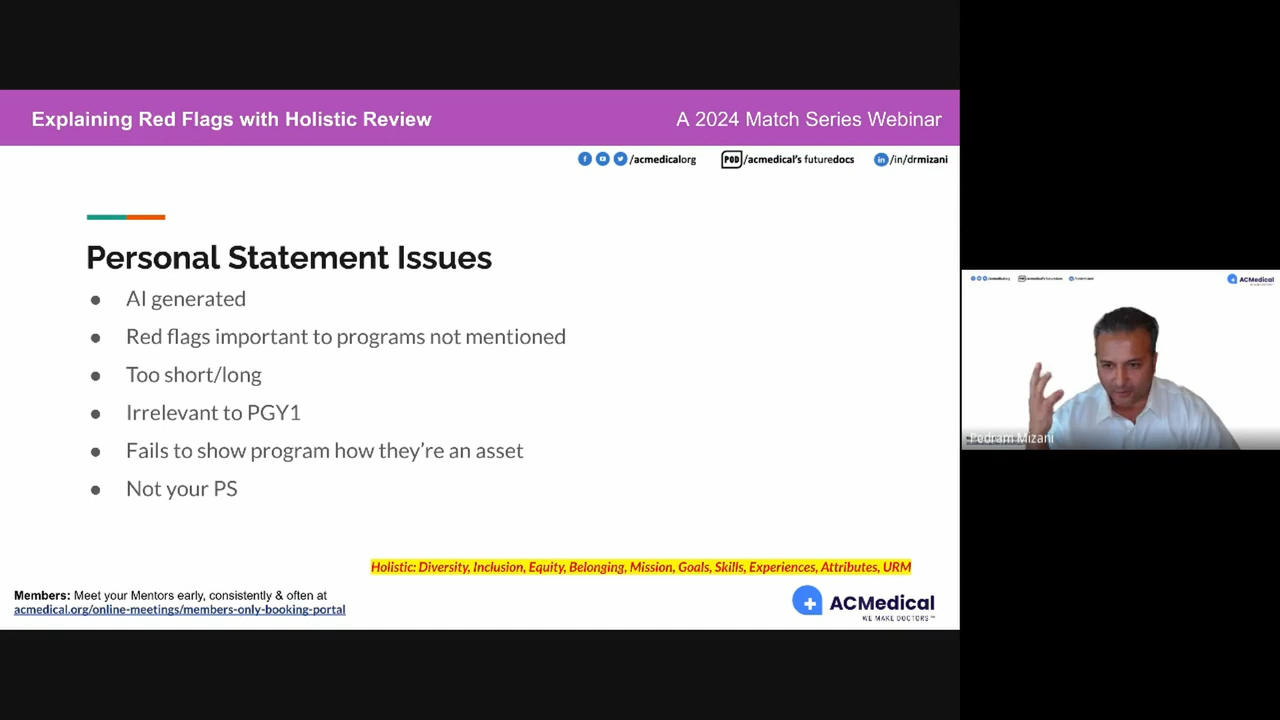 Explaining Red Flags with Holistic Review
A 2024 Match Series Webinar
/acmedicalorg
POD /acmedical's futuredocs
in /in/drmizani
Personal Statement Issues
● AI generated
● Red flags important to programs not mentioned
● Too short/long
● Irrelevant to PGY1
● Fails to show program how they’re an asset
● Not your PS
Holistic: Diversity, Inclusion, Equity, Belonging, Mission, Goals, Skills, Experiences, Attributes, URM
Members: Meet your Mentors early, consistently & often at
acmedical.org/online-meetings/members-only-booking-portal
ACMedical
WE MAKE DOCTORS™
ACMedical
Pedram Mizani